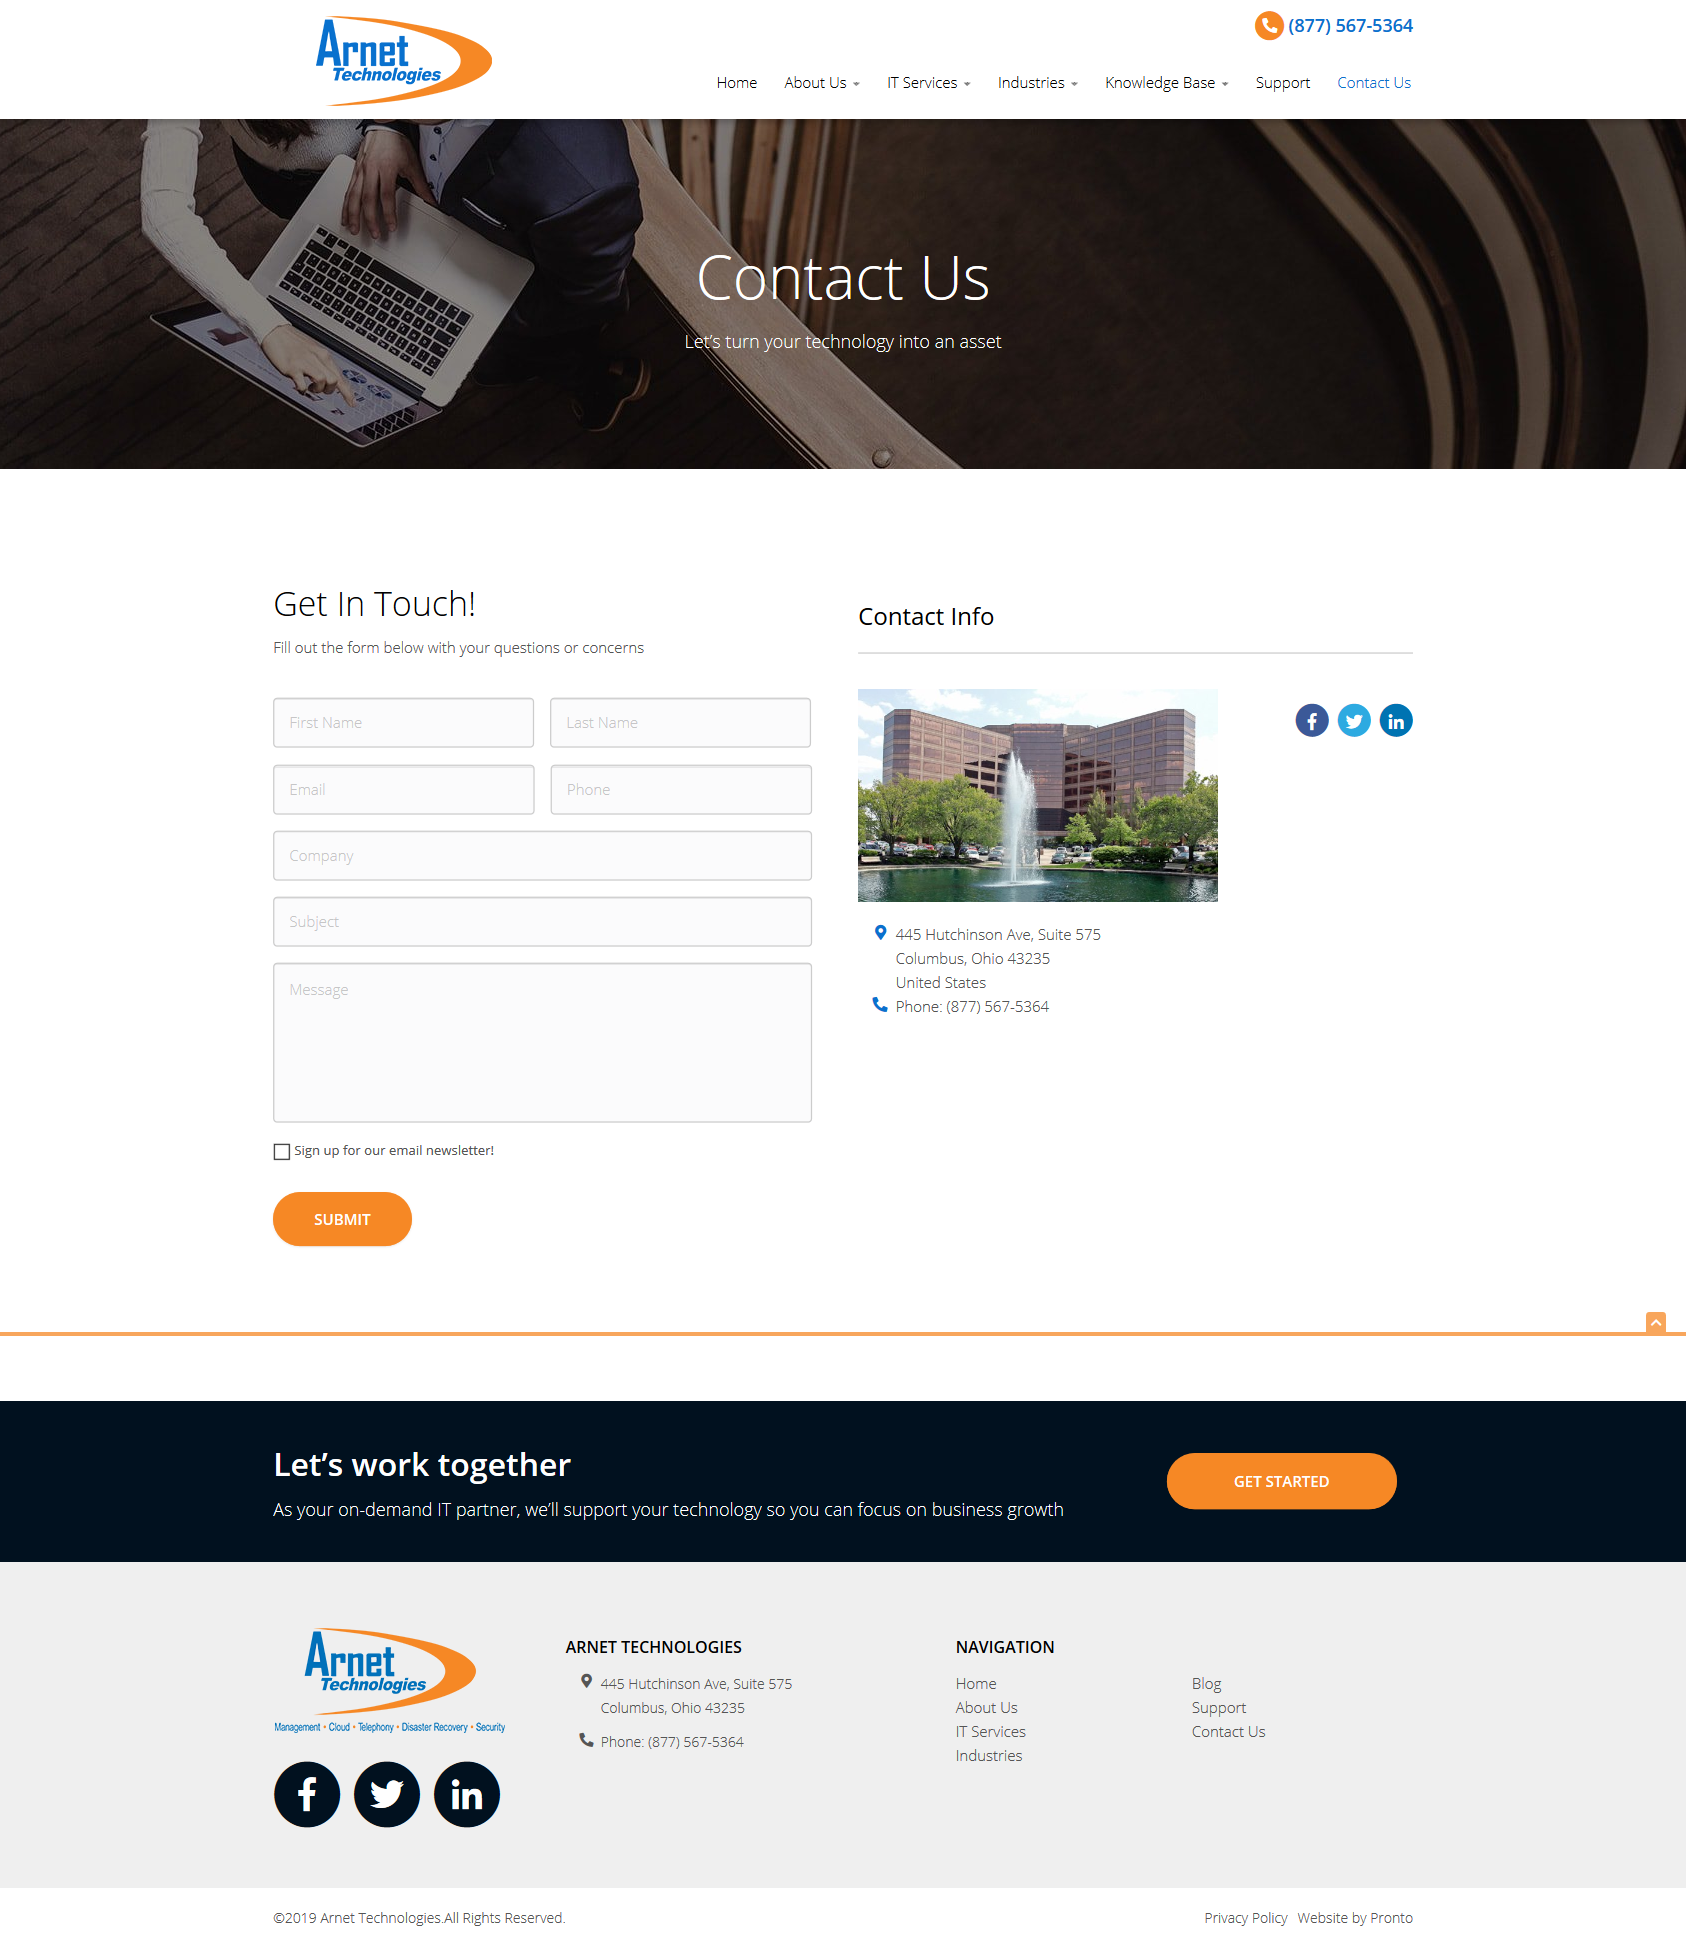 Arnet
Technologies
(877) 567-5364
Home About Us IT Services Industries Knowledge Base Support Contact Us
Contact Us
Let's turn your technology into an asset
Get In Touch!
Fill out the form below with your questions or concerns
First Name Last Name
Email Phone
Company
Subject
Message
Sign up for our email newsletter!
SUBMIT
Contact Info
445 Hutchinson Ave, Suite 575
Columbus, Ohio 43235
United States
Phone: (877) 567-5364
Let’s work together
As your on-demand IT partner, we’ll support your technology so you can focus on business growth
GET STARTED
Arnet
Technologies
Management • Cloud • Telephony • Disaster Recovery • Security
ARNET TECHNOLOGIES
445 Hutchinson Ave, Suite 575
Columbus, Ohio 43235
Phone: (877) 567-5364
NAVIGATION
Home
About Us
IT Services
Industries
Blog
Support
Contact Us
©2019 Arnet Technologies.All Rights Reserved.
Privacy Policy Website by Pronto